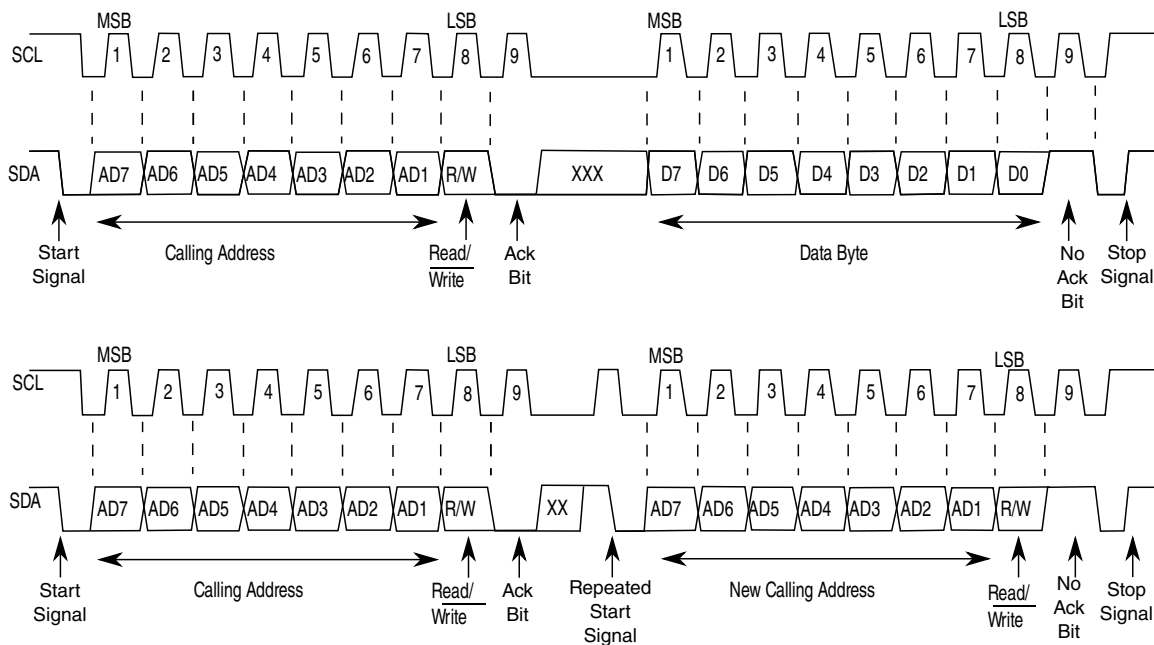 MSB LSB MSB LSB
SCL 1 2 3 4 5 6 7 8 9 1 2 3 4 5 6 7 8 9
SDA AD7 AD6 AD5 AD4 AD3 AD2 AD1 R/W XXX D7 D6 D5 D4 D3 D2 D1 D0
Start
Signal
Calling Address
Read/
Write
Ack
Bit
Data Byte
No
Ack
Bit
Stop
Signal
MSB LSB MSB LSB
SCL 1 2 3 4 5 6 7 8 9 1 2 3 4 5 6 7 8 9
SDA AD7 AD6 AD5 AD4 AD3 AD2 AD1 R/W XX AD7 AD6 AD5 AD4 AD3 AD2 AD1 R/W
Start
Signal
Calling Address
Read/
Write
Ack
Bit
Repeated
Start
Signal
New Calling Address
Read/
Write
No
Ack
Bit
Stop
Signal